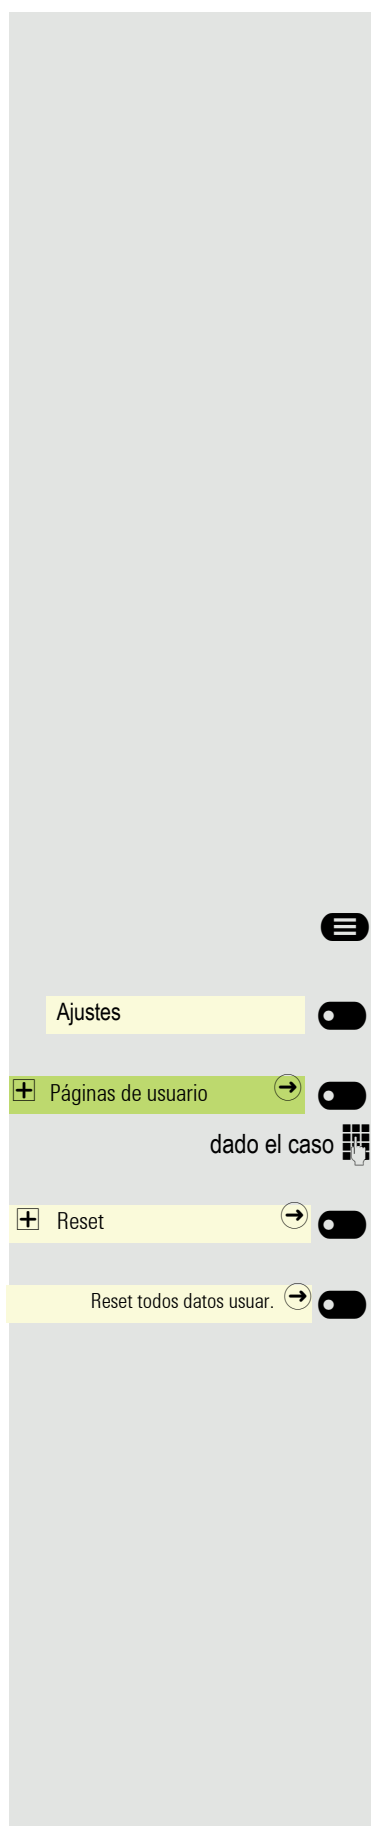 Ajustes
Páginas de usuario
dado el caso
Reset
Reset todos datos usuar.